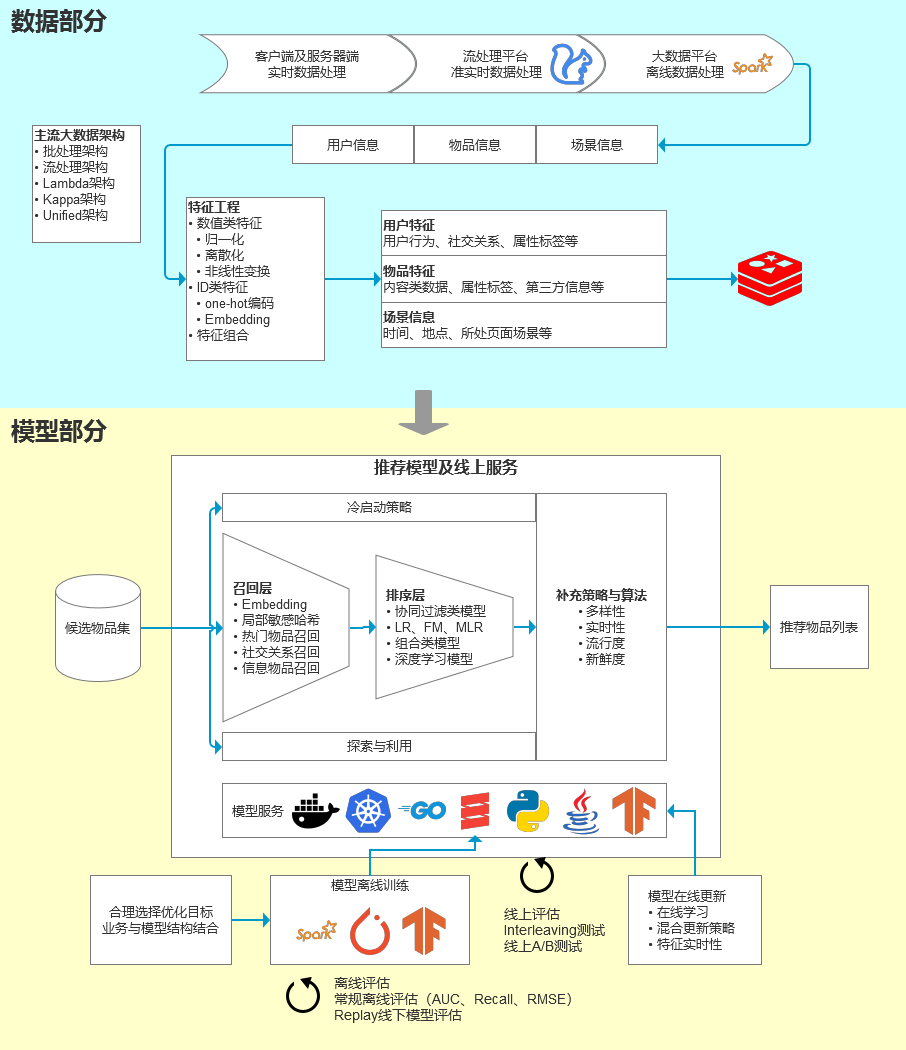 数据部分
客户端及服务器端
实时数据处理
流处理平台
准实时数据处理
大数据平台
离线数据处理
Spark
主流大数据架构
• 批处理架构
• 流处理架构
• Lambda架构
• Kappa架构
• Unified架构
用户信息
物品信息
场景信息
特征工程
• 数值类特征
• 归一化
• 离散化
• 非线性变换
• ID类特征
• one-hot编码
• Embedding
• 特征组合
用户特征
用户行为、社交关系、属性标签等
物品特征
内容类数据、属性标签、第三方信息等
场景信息
时间、地点、所处页面场景等
模型部分
推荐模型及线上服务
冷启动策略
候选物品集
召回层
• Embedding
• 局部敏感哈希
• 热门物品召回
• 社交关系召回
• 信息物品召回
排序层
• 协同过滤类模型
• LR、FM、MLR
• 组合类模型
• 深度学习模型
补充策略与算法
• 多样性
• 实时性
• 流行度
• 新鲜度
推荐物品列表
探索与利用
模型服务
GO
Java
合理选择优化目标
业务与模型结构结合
模型离线训练
Spark
线上评估
Interleaving测试
线上A/B测试
模型在线更新
• 在线学习
• 混合更新策略
• 特征实时性
离线评估
常规离线评估（AUC、Recall、RMSE）
Replay线下模型评估